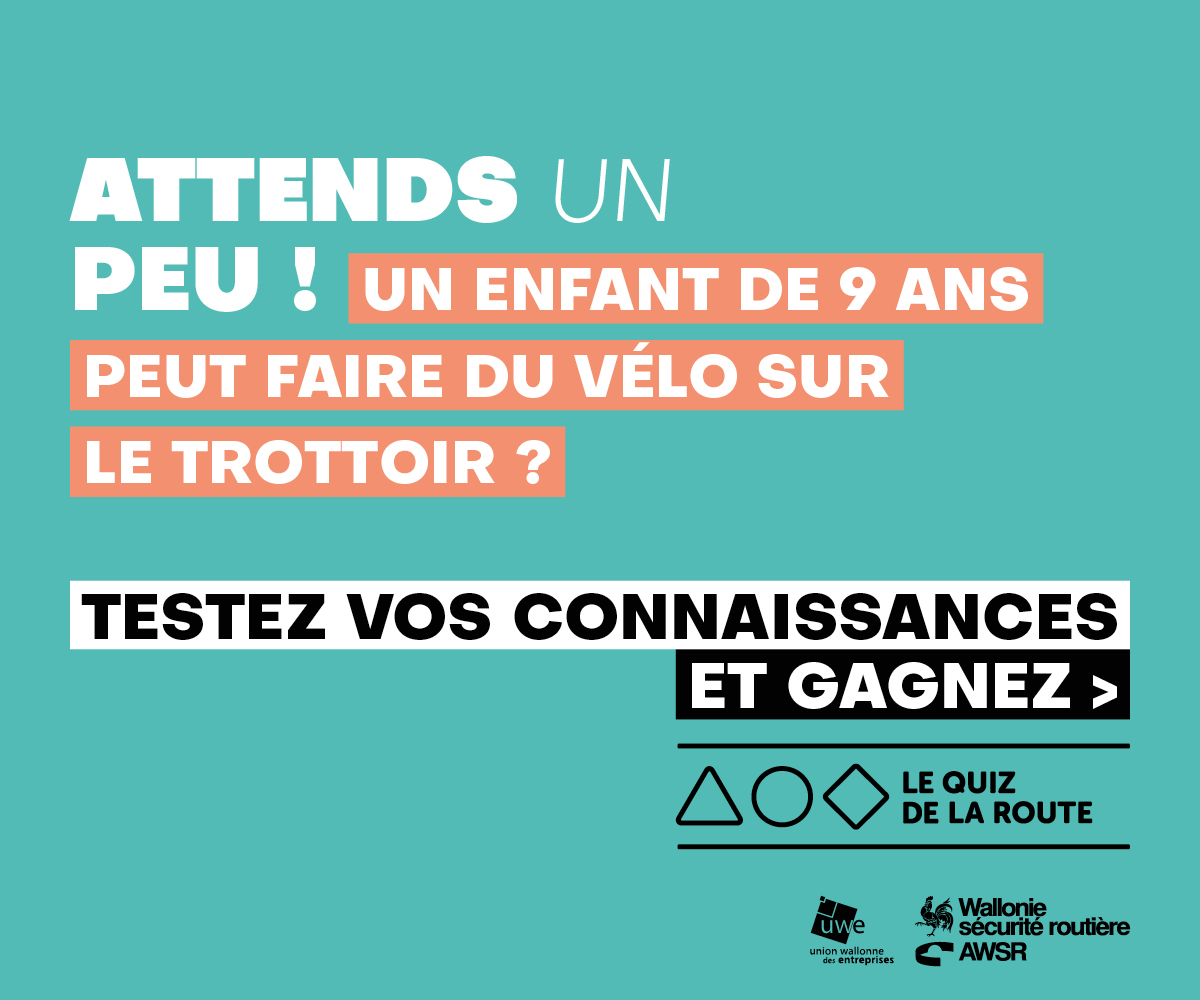 ATTENDS UN
PEU ! UN ENFANT DE 9 ANS
PEUT FAIRE DU VÉLO SUR
LE TROTTOIR ?
TESTEZ VOS CONNAISSANCES
ET GAGNEZ >
LE QUIZ
DE LA ROUTE
uwe
union wallonne
des entreprises
Wallonie
sécurité routière
AWSR